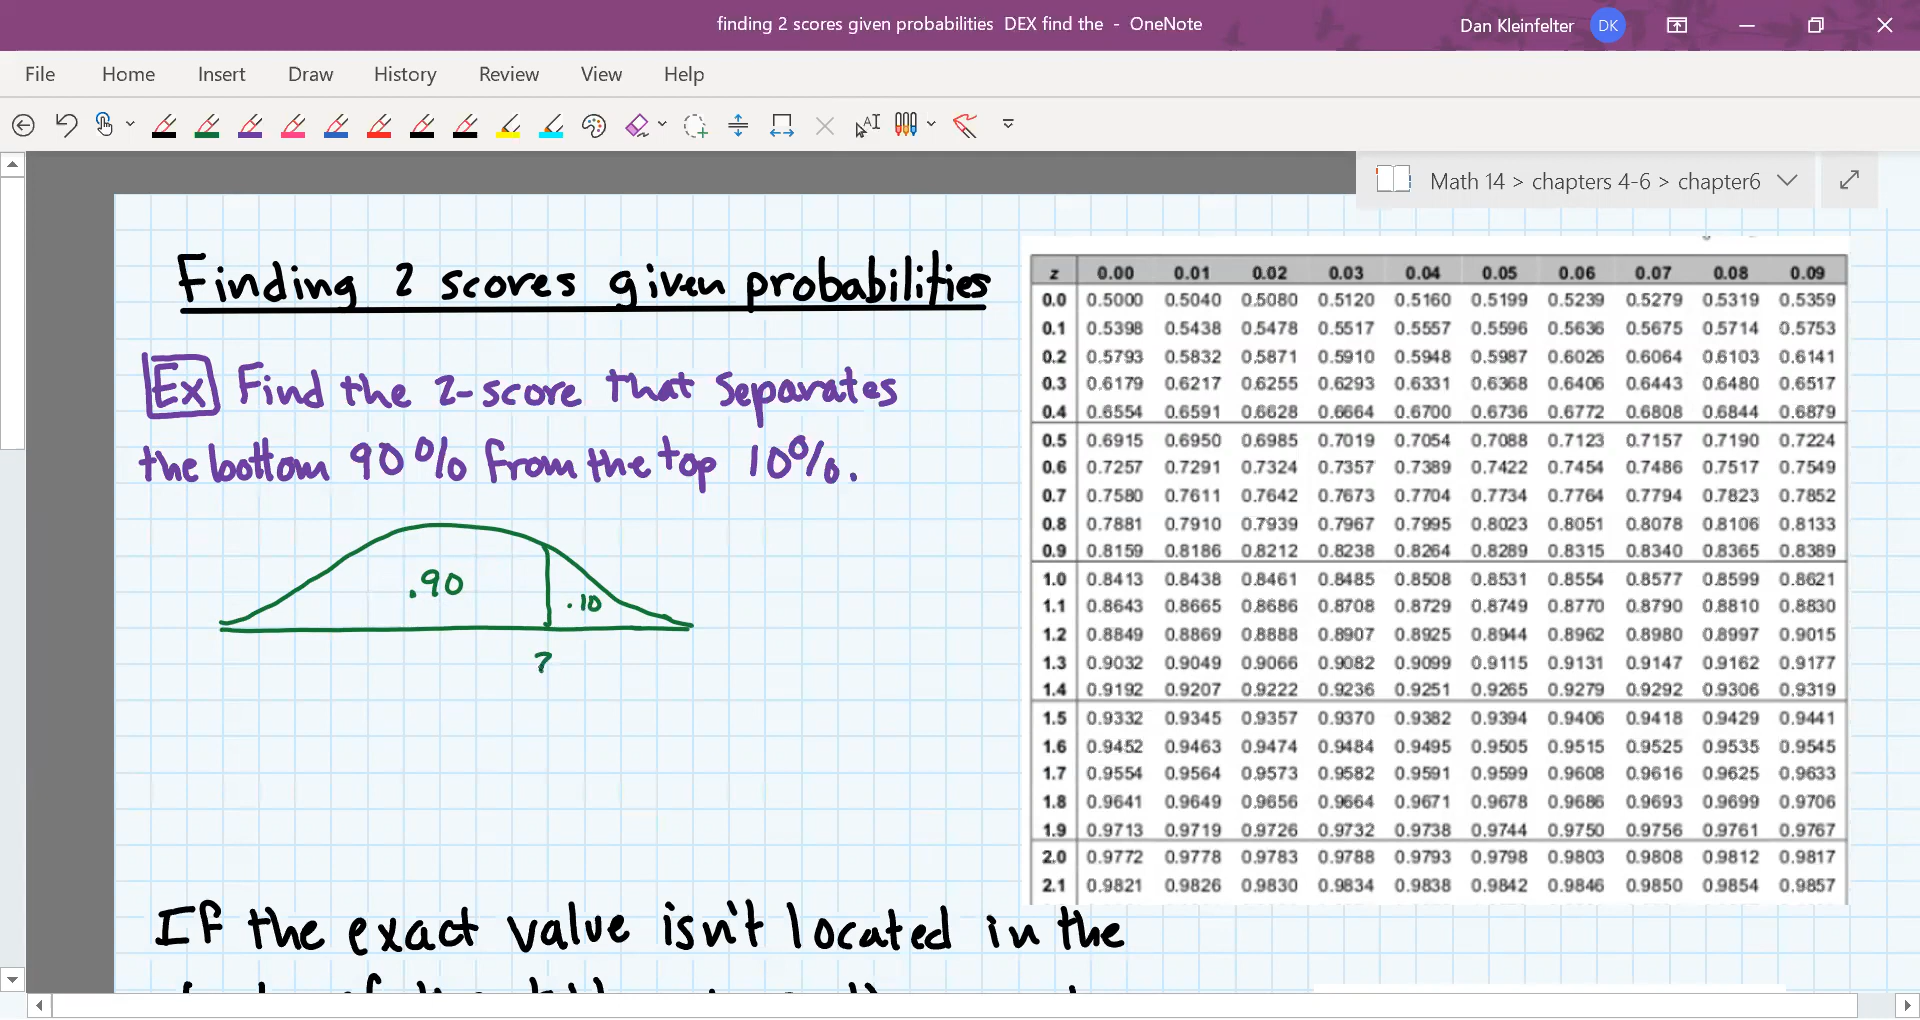 finding 2 scores given probabilities DEX find the - OneNote
Dan Kleinfelter DK
File Home Insert Draw History Review View Help
Math 14 > chapters 4-6 > chapter6
Finding z scores given probabilities
Ex Find the z-score that separates
the bottom 90% from the top 10%.
.90
.10
?
If the exact value isn't located in the
z 0.00 0.01 0.02 0.03 0.04 0.05 0.06 0.07 0.08 0.09
0.0 0.5000 0.5040 0.5080 0.5120 0.5160 0.5199 0.5239 0.5279 0.5319 0.5359
0.1 0.5398 0.5438 0.5478 0.5517 0.5557 0.5596 0.5636 0.5675 0.5714 0.5753
0.2 0.5793 0.5832 0.5871 0.5910 0.5948 0.5987 0.6026 0.6064 0.6103 0.6141
0.3 0.6179 0.6217 0.6255 0.6293 0.6331 0.6368 0.6406 0.6443 0.6480 0.6517
0.4 0.6554 0.6591 0.6628 0.6664 0.6700 0.6736 0.6772 0.6808 0.6844 0.6879
0.5 0.6915 0.6950 0.6985 0.7019 0.7054 0.7088 0.7123 0.7157 0.7190 0.7224
0.6 0.7257 0.7291 0.7324 0.7357 0.7389 0.7422 0.7454 0.7486 0.7517 0.7549
0.7 0.7580 0.7611 0.7642 0.7673 0.7704 0.7734 0.7764 0.7794 0.7823 0.7852
0.8 0.7881 0.7910 0.7939 0.7967 0.7995 0.8023 0.8051 0.8078 0.8106 0.8133
0.9 0.8159 0.8186 0.8212 0.8238 0.8264 0.8289 0.8315 0.8340 0.8365 0.8389
1.0 0.8413 0.8438 0.8461 0.8485 0.8508 0.8531 0.8554 0.8577 0.8599 0.8621
1.1 0.8643 0.8665 0.8686 0.8708 0.8729 0.8749 0.8770 0.8790 0.8810 0.8830
1.2 0.8849 0.8869 0.8888 0.8907 0.8925 0.8944 0.8962 0.8980 0.8997 0.9015
1.3 0.9032 0.9049 0.9066 0.9082 0.9099 0.9115 0.9131 0.9147 0.9162 0.9177
1.4 0.9192 0.9207 0.9222 0.9236 0.9251 0.9265 0.9279 0.9292 0.9306 0.9319
1.5 0.9332 0.9345 0.9357 0.9370 0.9382 0.9394 0.9406 0.9418 0.9429 0.9441
1.6 0.9452 0.9463 0.9474 0.9484 0.9495 0.9505 0.9515 0.9525 0.9535 0.9545
1.7 0.9554 0.9564 0.9573 0.9582 0.9591 0.9599 0.9608 0.9616 0.9625 0.9633
1.8 0.9641 0.9649 0.9656 0.9664 0.9671 0.9678 0.9686 0.9693 0.9699 0.9706
1.9 0.9713 0.9719 0.9726 0.9732 0.9738 0.9744 0.9750 0.9756 0.9761 0.9767
2.0 0.9772 0.9778 0.9783 0.9788 0.9793 0.9798 0.9803 0.9808 0.9812 0.9817
2.1 0.9821 0.9826 0.9830 0.9834 0.9838 0.9842 0.9846 0.9850 0.9854 0.9857